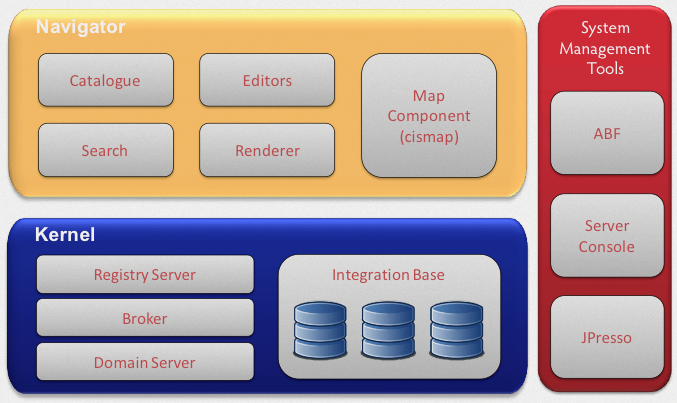 Navigator
Catalogue
Editors
Map
Component
(cismap)
Search
Renderer
Kernel
Registry Server
Broker
Domain Server
Integration Base
System
Management
Tools
ABF
Server
Console
JPresso